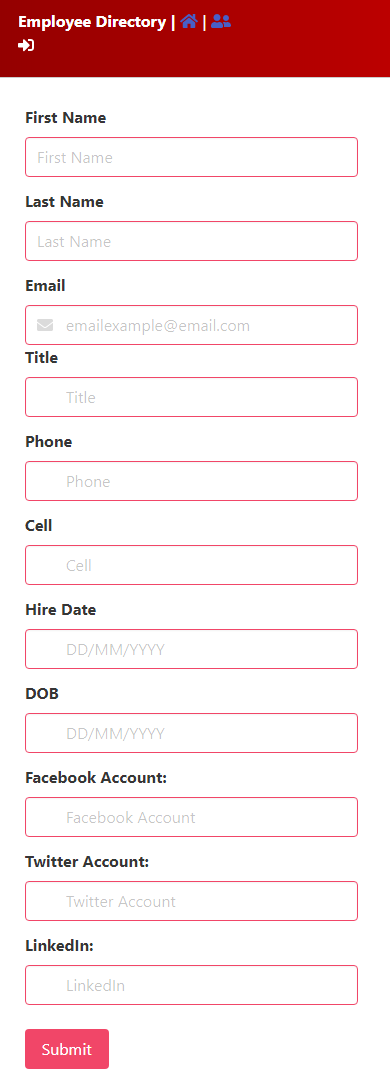 Employee Directory | |
First Name
First Name
Last Name
Last Name
Email
emailexample@email.com
Title
Title
Phone
Phone
Cell
Cell
Hire Date
DD/MM/YYYY
DOB
DD/MM/YYYY
Facebook Account:
Facebook Account
Twitter Account:
Twitter Account
LinkedIn:
LinkedIn
Submit